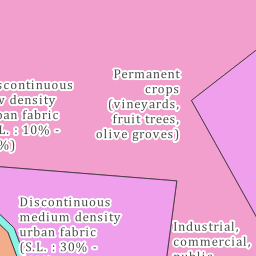 Permanent
crops
(vineyards,
fruit trees,
olive groves)
scontinuous
density
fabric
L. : 10% -
%)
Discontinuous
medium density
urban fabric
(S.L. : 30% -
Industrial,
commercial,
public